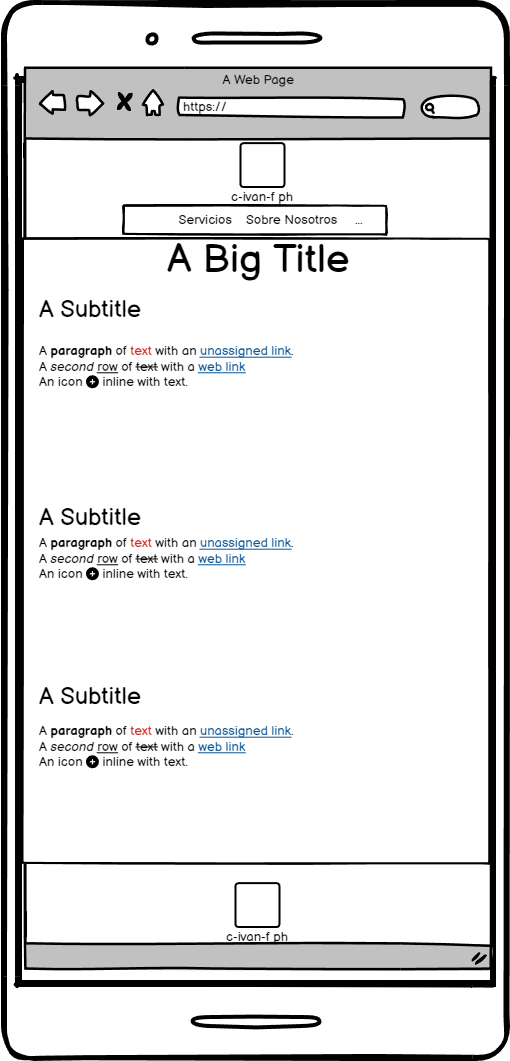 A Web Page
https://
c-ivan-f ph
Servicios Sobre Nosotros ...
A Big Title
A Subtitle
A paragraph of text with an unassigned link.
A second row of text with a web link
An icon inline with text.
A Subtitle
A paragraph of text with an unassigned link.
A second row of text with a web link
An icon inline with text.
A Subtitle
A paragraph of text with an unassigned link.
A second row of text with a web link
An icon inline with text.
c-ivan-f ph